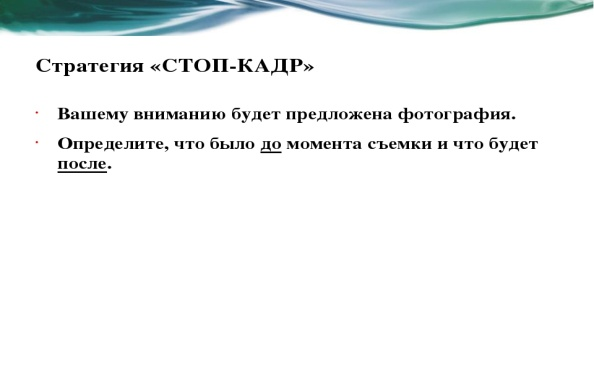 Стратегия «СТОП-КАДР»
Вашему вниманию будет предложена фотография.
Определите, что было до момента съемки и что будет
после.